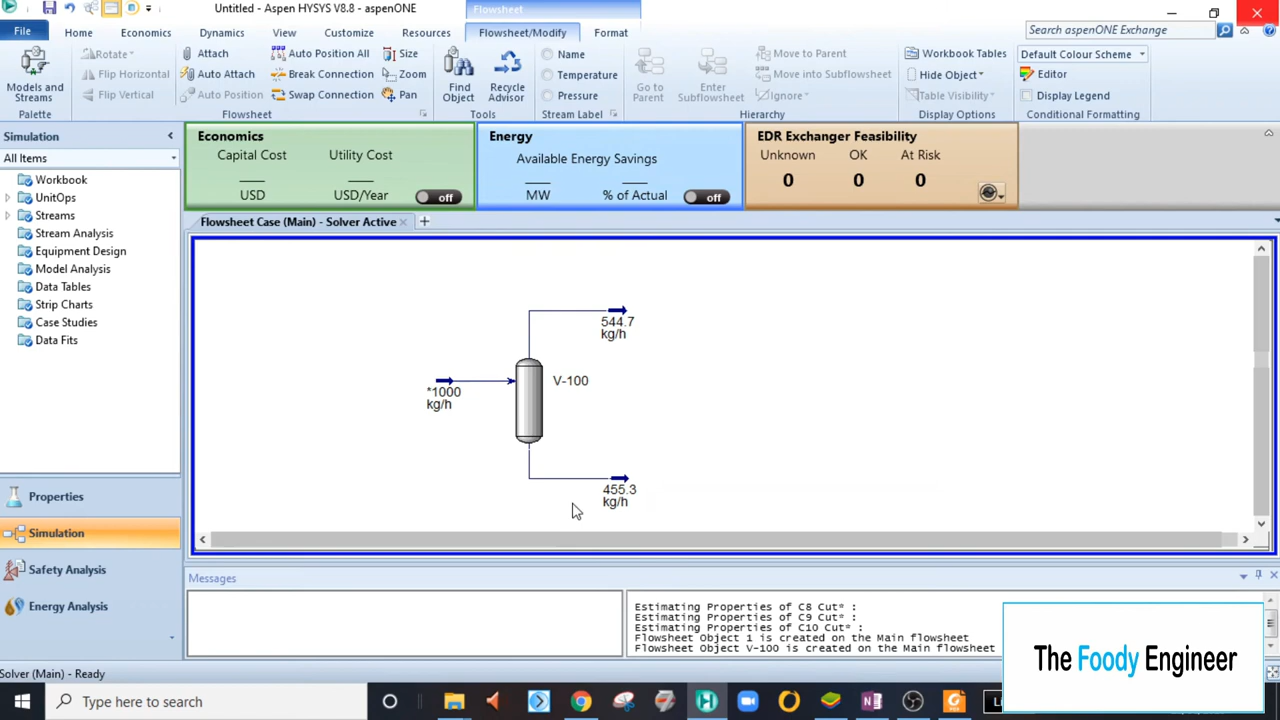 Untitled - Aspen HYSYS V8.8 - aspenONE
Flowsheet
File Home Economics Dynamics View Customize Resources Flowsheet/Modify Format
Search aspenONE Exchange
Models and Streams
Palette
Rotate
Flip Horizontal
Flip Vertical
Attach
Auto Attach
Auto Position
Auto Position All
Break Connection
Swap Connection
Flowsheet
Size
Zoom
Pan
Find Object
Recycle Advisor
Tools
Name
Temperature
Pressure
Stream Label
Go to Parent
Enter Subflowsheet
Move to Parent
Move into Subflowsheet
Ignore
Hierarchy
Workbook Tables
Hide Object
Table Visibility
Display Options
Default Colour Scheme
Editor
Display Legend
Conditional Formatting
Simulation
All Items
Workbook
UnitOps
Streams
Stream Analysis
Equipment Design
Model Analysis
Data Tables
Strip Charts
Case Studies
Data Fits
Properties
Simulation
Safety Analysis
Energy Analysis
Economics
Capital Cost Utility Cost
USD USD/Year off
Energy
Available Energy Savings
MW % of Actual off
EDR Exchanger Feasibility
Unknown OK At Risk
0 0 0
Flowsheet Case (Main) - Solver Active
544.7
kg/h
V-100
*1000
kg/h
455.3
kg/h
Messages
Estimating Properties of C8 Cut* :
Estimating Properties of C9 Cut* :
Estimating Properties of C10 Cut* :
Flowsheet Object 1 is created on the Main flowsheet
Flowsheet Object V-100 is created on the Main flowsheet
The Foody Engineer
Solver (Main) - Ready
Type here to search